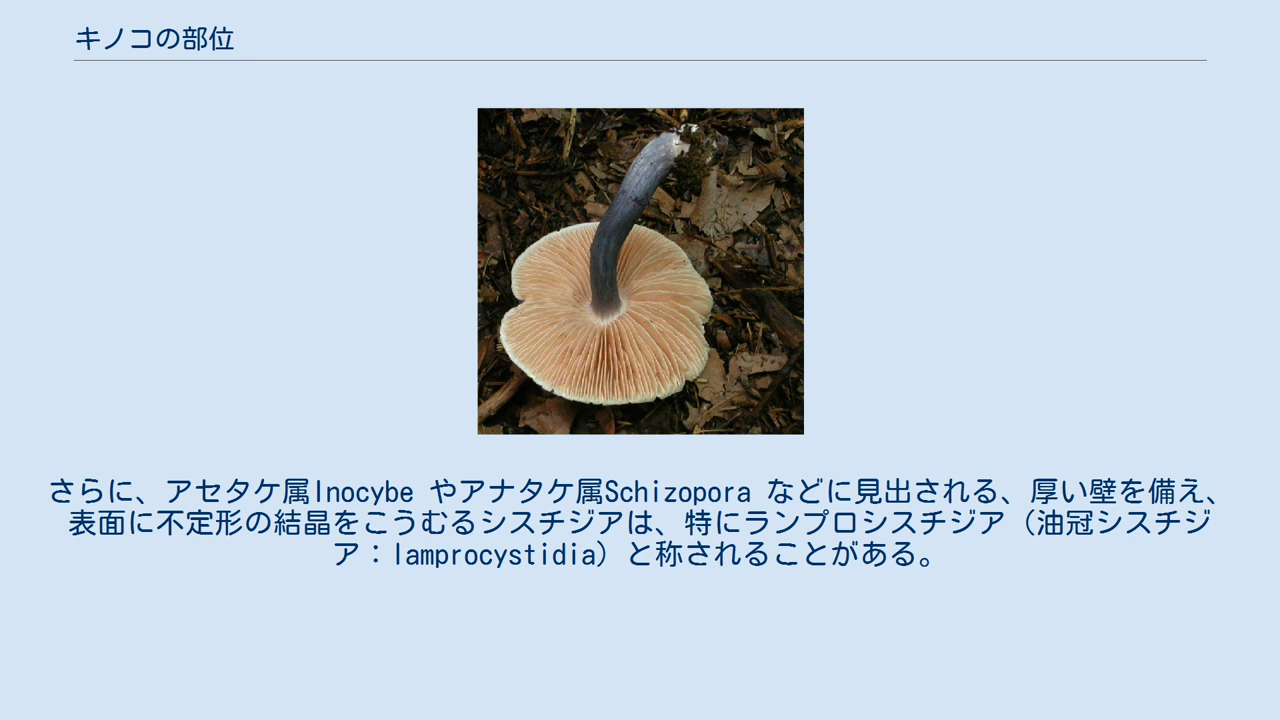 キノコの部位
さらに、アセタケ属Inocybe やアナタケ属Schizopora などに見出される、厚い壁を備え、
表面に不定形の結晶をこうむるシスチジアは、特にランプロシスチジア（油冠シスチジ
ア：lamprocystidia）と称されることがある。